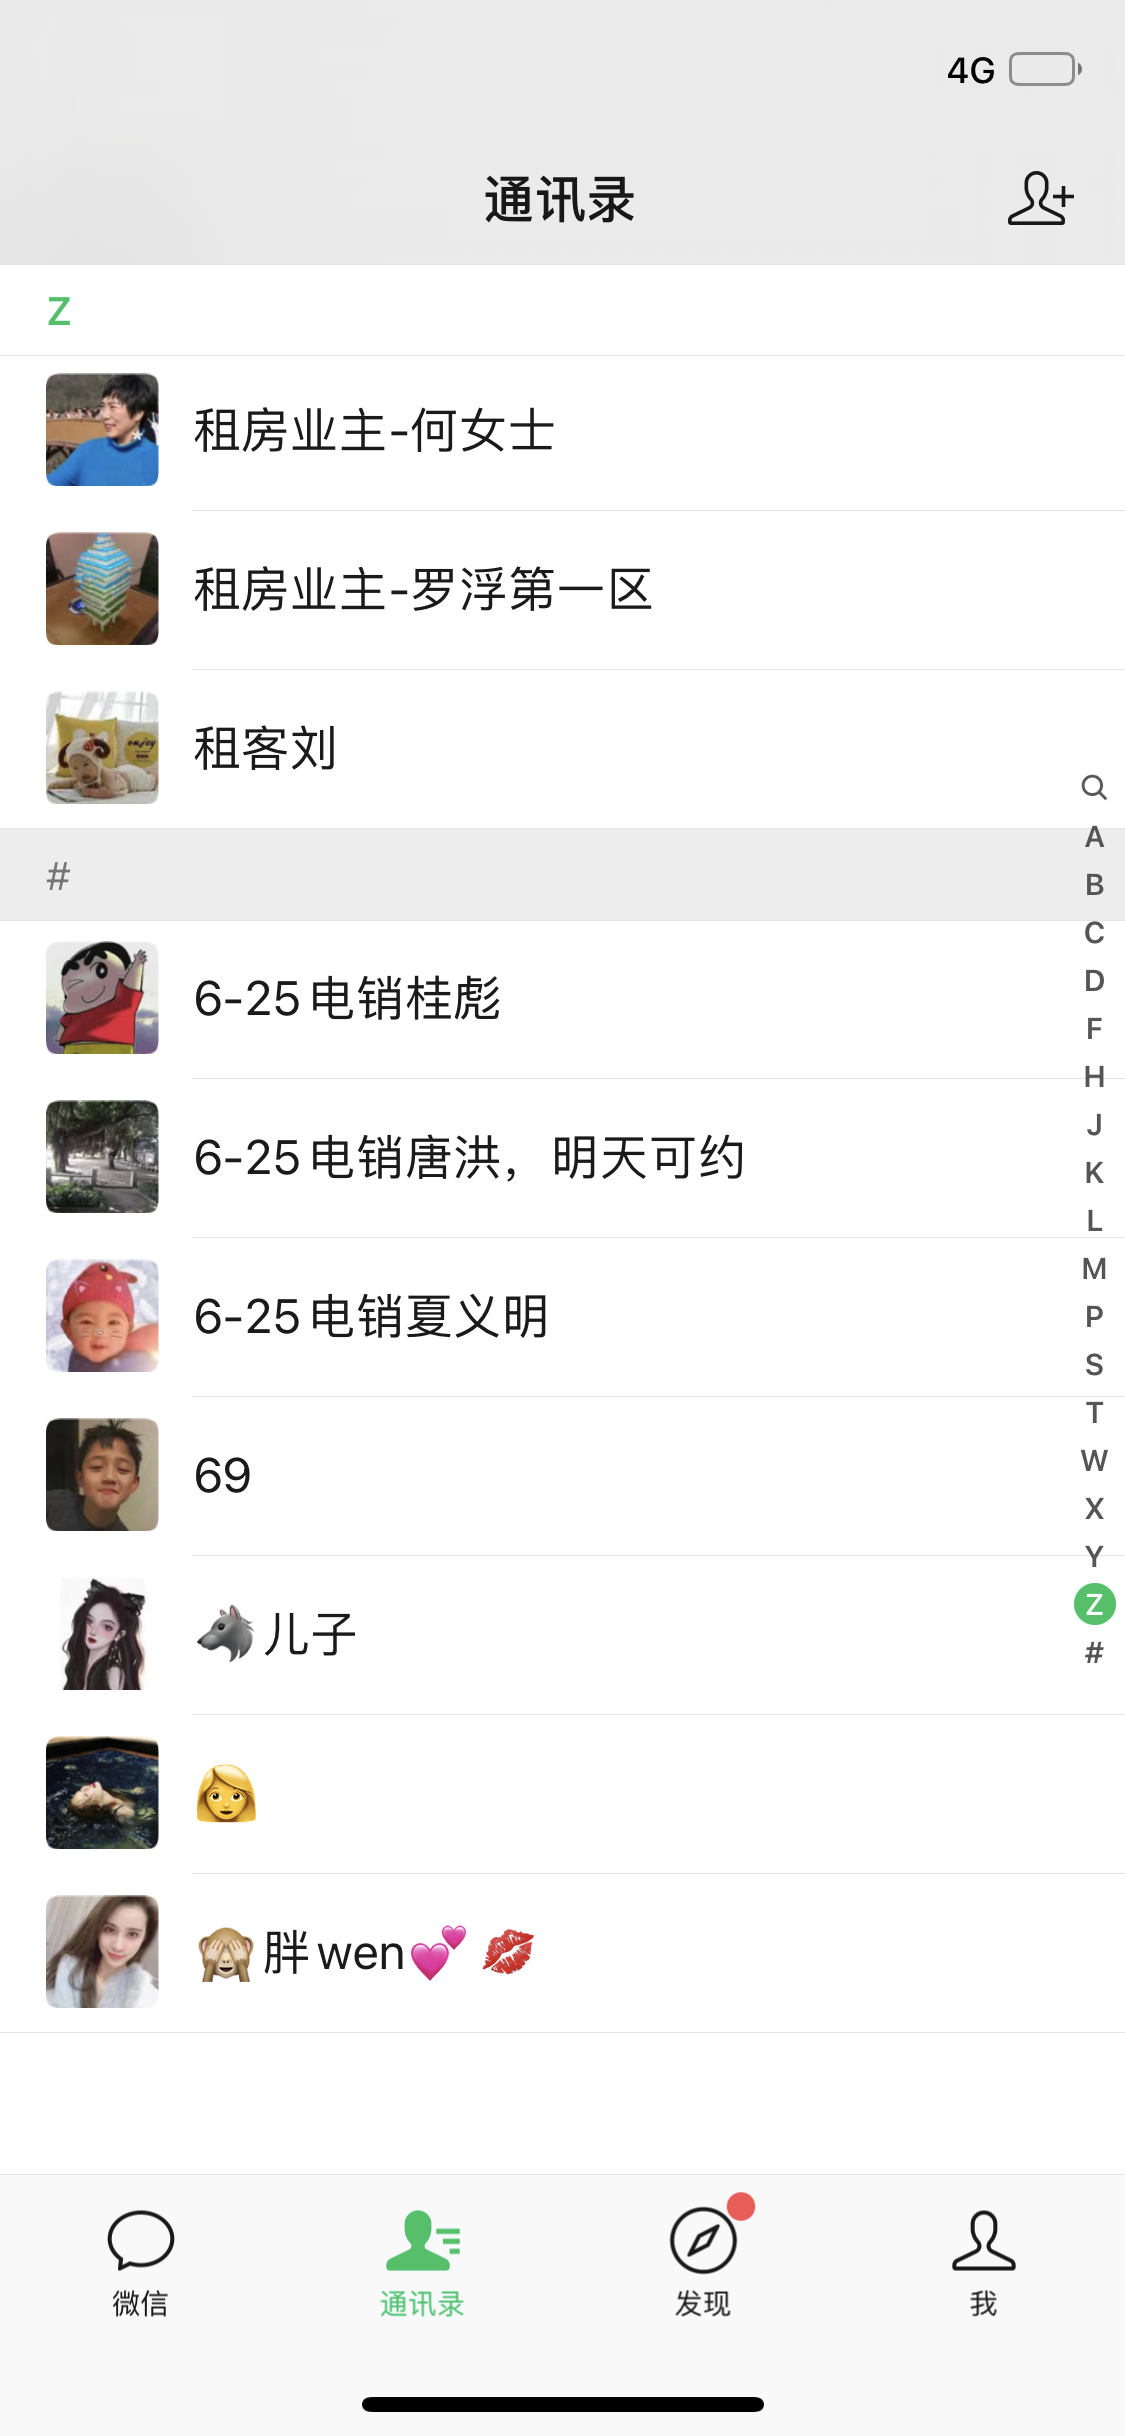 4G
通讯录
Z
租房业主-何女士
租房业主-罗浮第一区
enjoy
租客刘
#
6-25电销桂彪
6-25电销唐洪，明天可约
6-25电销夏义明
69
🐺儿子
👩
🙈胖wen💕💋
A
B
C
D
F
H
J
K
L
M
P
S
T
W
X
Y
Z
#
微信
通讯录
发现
我